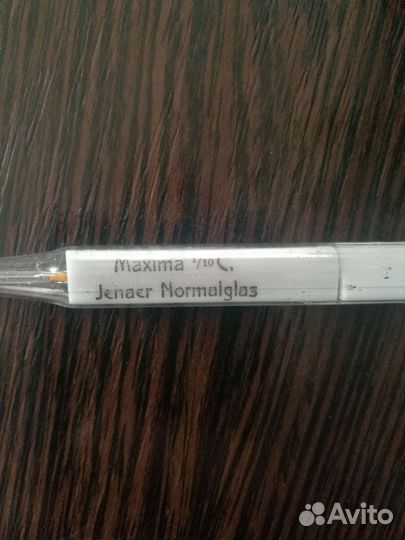 Maxima 1/10 C.
Jenaer Normalglas
Avito